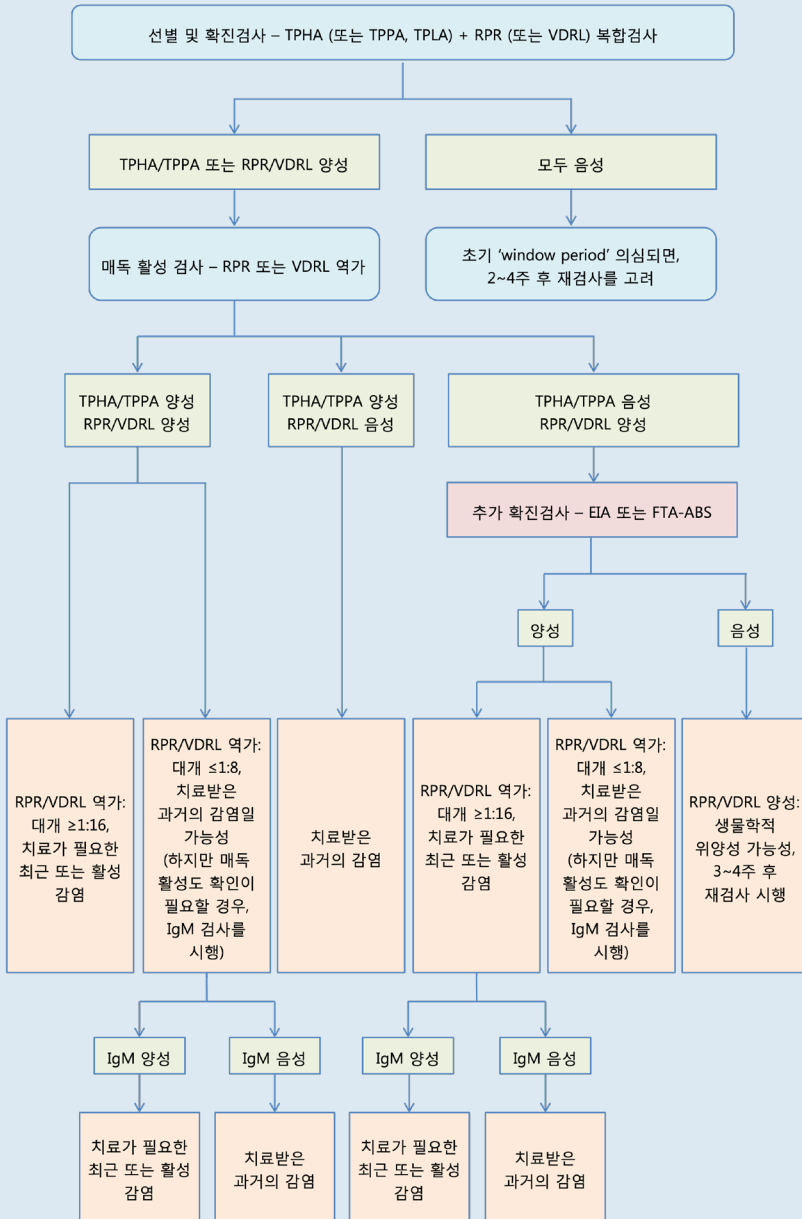 선별 및 확진검사 – TPHA (또는 TPPA, TPLA) + RPR (또는 VDRL) 복합검사
TPHA/TPPA 또는 RPR/VDRL 양성
모두 음성
매독 활성 검사 – RPR 또는 VDRL 역가
초기 ‘window period’ 의심되면,
2~4주 후 재검사를 고려
TPHA/TPPA 양성
RPR/VDRL 양성
TPHA/TPPA 양성
RPR/VDRL 음성
TPHA/TPPA 음성
RPR/VDRL 양성
추가 확진검사 – EIA 또는 FTA-ABS
양성
음성
RPR/VDRL 역가:
대개 ≥1:16,
치료가 필요한
최근 또는 활성
감염
RPR/VDRL 역가:
대개 ≤1:8,
치료받은
과거의 감염일
가능성
(하지만 매독
활성도 확인이
필요할 경우,
IgM 검사를
시행)
치료받은
과거의 감염
RPR/VDRL 역가:
대개 ≥1:16,
치료가 필요한
최근 또는 활성
감염
RPR/VDRL 역가:
대개 ≤1:8,
치료받은
과거의 감염일
가능성
(하지만 매독
활성도 확인이
필요할 경우,
IgM 검사를
시행)
RPR/VDRL 양성:
생물학적
위양성 가능성,
3~4주 후
재검사 시행
IgM 양성
IgM 음성
IgM 양성
IgM 음성
치료가 필요한
최근 또는 활성
감염
치료받은
과거의 감염
치료가 필요한
최근 또는 활성
감염
치료받은
과거의 감염